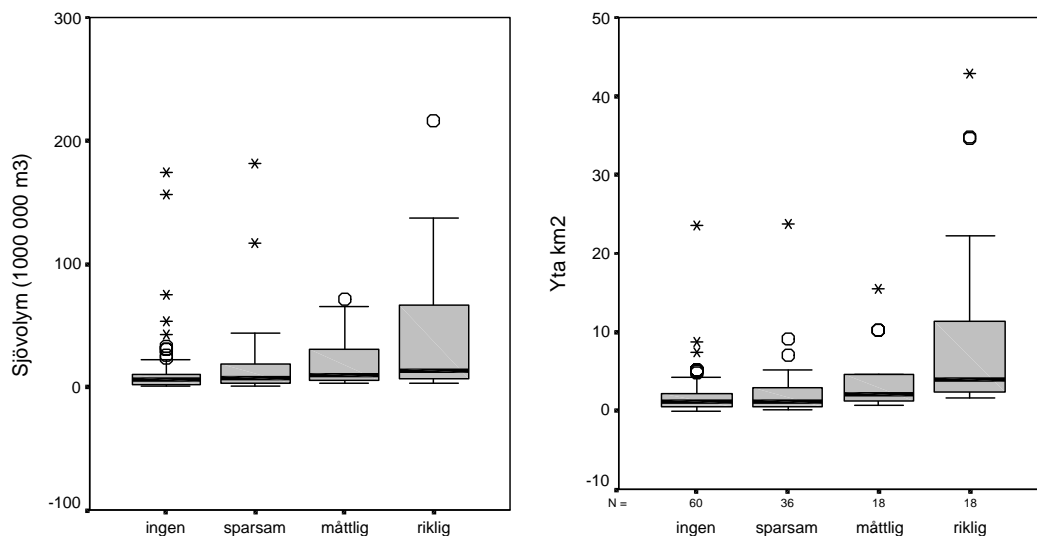 Sjövolym (1000 000 m3)
300
200
100
0
-100
ingen sparsam måttlig riklig
Yta km2
50
40
30
20
10
0
-10
N = 60 36 18 18
ingen sparsam måttlig riklig